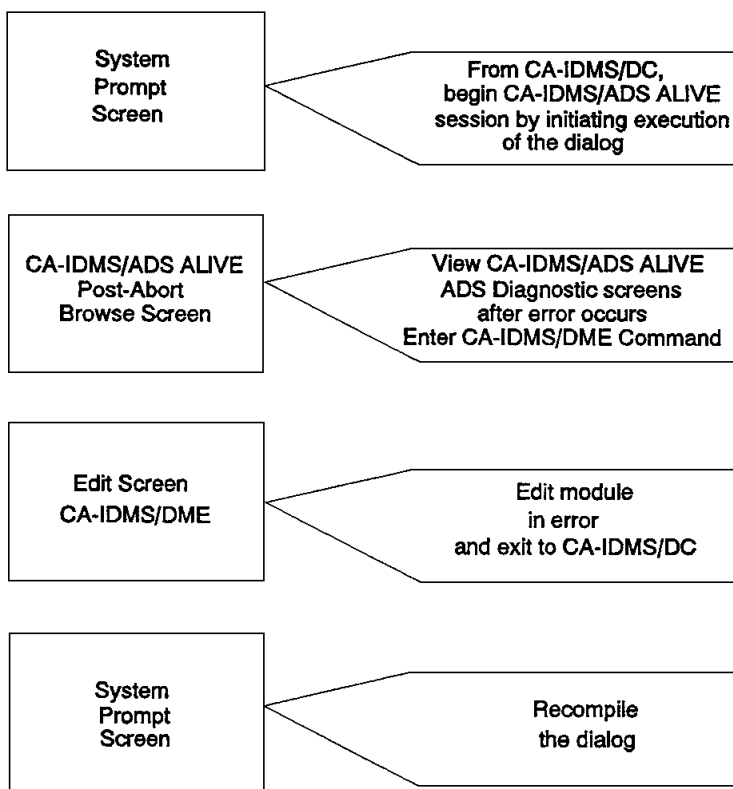 System
Prompt
Screen
From CA-IDMS/DC,
begin CA-IDMS/ADS ALIVE
session by initiating execution
of the dialog
CA-IDMS/ADS ALIVE
Post-Abort
Browse Screen
View CA-IDMS/ADS ALIVE
ADS Diagnostic screens
after error occurs
Enter CA-IDMS/DME Command
Edit Screen
CA-IDMS/DME
Edit module
in error
and exit to CA-IDMS/DC
System
Prompt
Screen
Recompile
the dialog